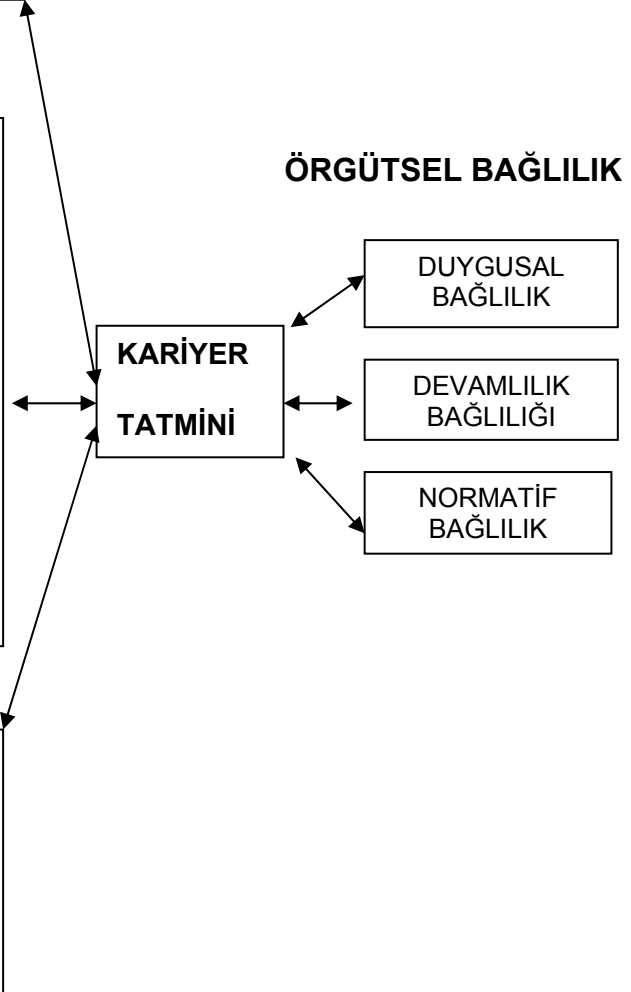 ÖRGÜTSEL BAĞLILIK
DUYGUSAL
BAĞLILIK
KARİYER
TATMİNİ
DEVAMLILIK
BAĞLILIĞI
NORMATİF
BAĞLILIK